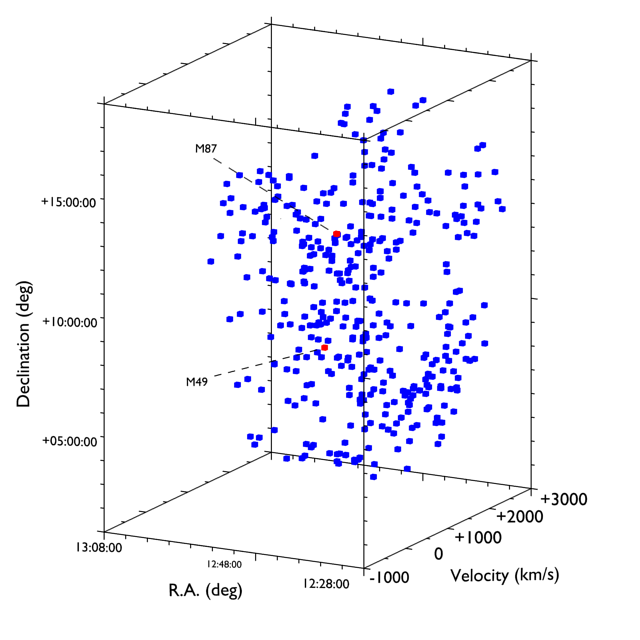 M87
+15:00:00
+10:00:00
M49
+05:00:00
Declination (deg)
13:08:00
12:48:00
12:28:00
R.A. (deg)
-1000
0
+1000
+2000
+3000
Velocity (km/s)